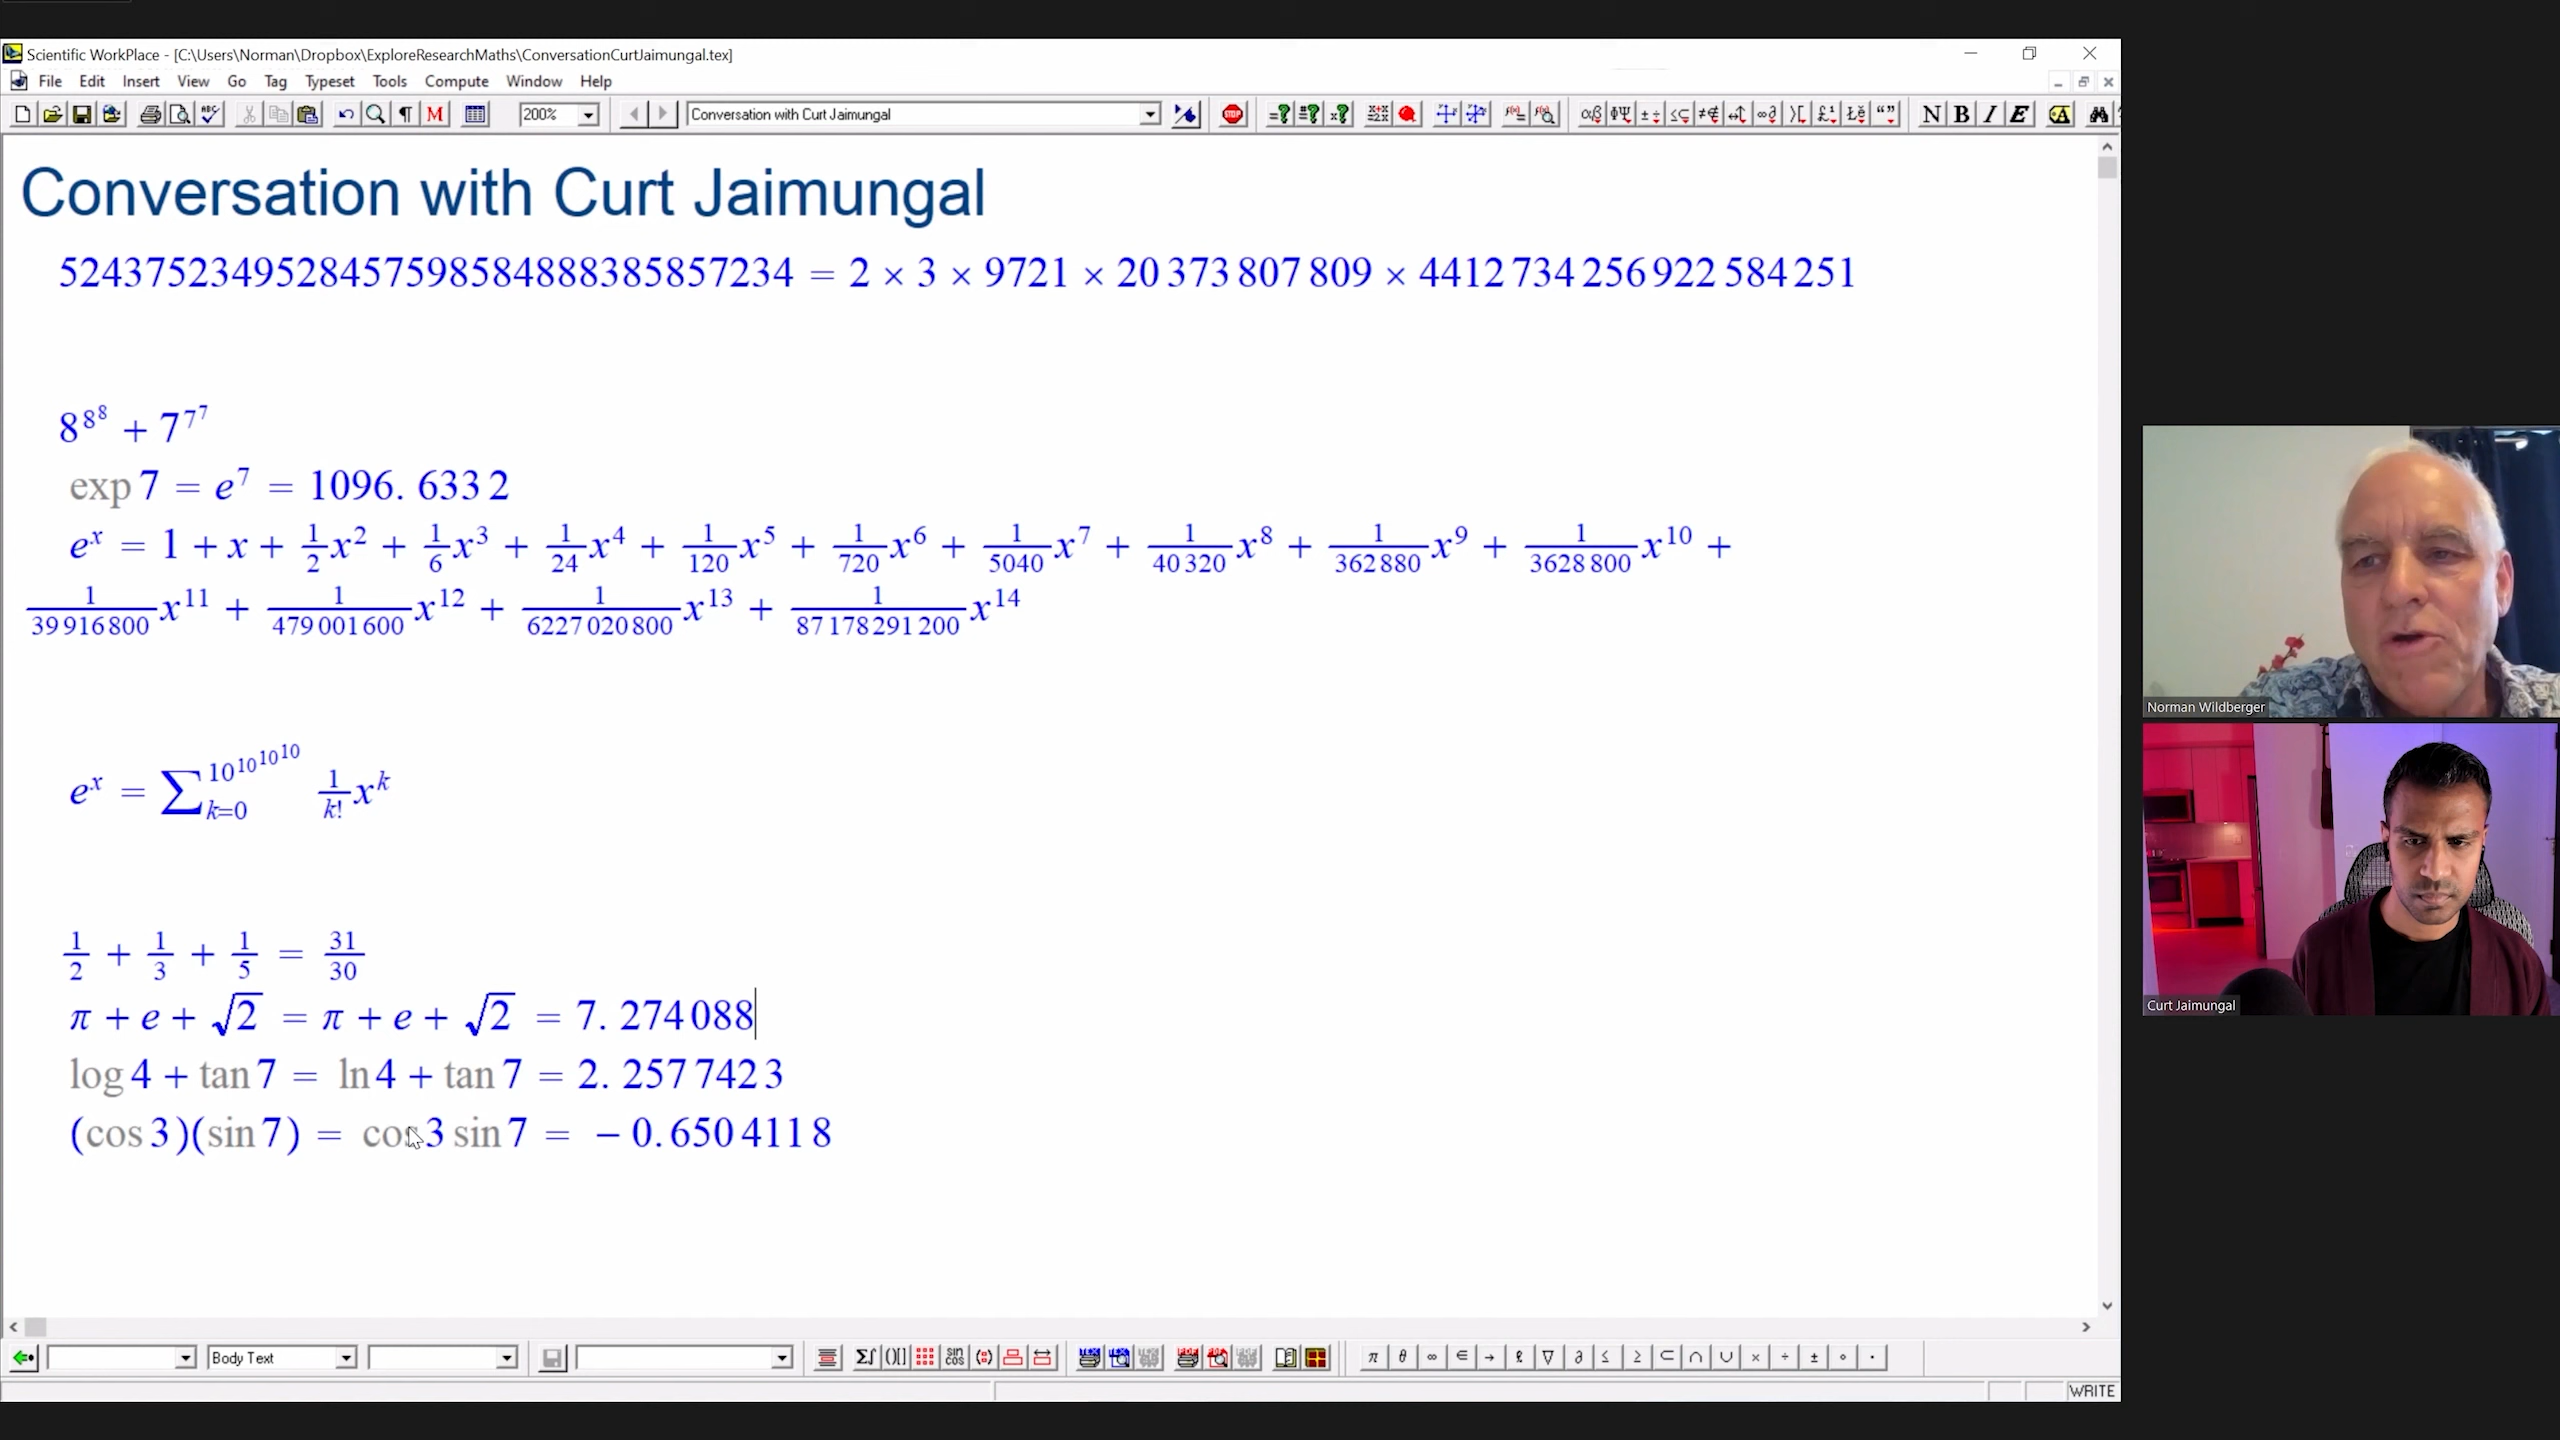 Scientific WorkPlace - [C:\Users\Norman\Dropbox\ExploreResearchMaths\ConversationCurtJaimungal.tex]
File Edit Insert View Go Tag Typeset Tools Compute Window Help
200% Conversation with Curt Jaimungal N B I E
Conversation with Curt Jaimungal
5243752349528457598584888385857234 = 2 × 3 × 9721 × 20 373 807 809 × 4412 734 256 922 584 251
8^{8^8} + 7^{7^7}
exp 7 = e^7 = 1096. 633 2
e^x = 1 + x + 1/2 x^2 + 1/6 x^3 + 1/24 x^4 + 1/120 x^5 + 1/720 x^6 + 1/5040 x^7 + 1/40 320 x^8 + 1/362 880 x^9 + 1/3628 800 x^10 +
1/39 916 800 x^11 + 1/479 001 600 x^12 + 1/6227 020 800 x^13 + 1/87 178 291 200 x^14
e^x = ∑_{k=0}^{10^{10^{10^{10}}}} 1/k! x^k
1/2 + 1/3 + 1/5 = 31/30
π + e + √2 = π + e + √2 = 7. 274 088
log 4 + tan 7 = ln 4 + tan 7 = 2. 257 742 3
(cos 3)(sin 7) = cos 3 sin 7 = − 0. 650 411 8
Norman Wildberger
Curt Jaimungal
Body Text π θ ∞ ∈ → ℓ ∇ ∂ ≤ ≥ ⊂ ∩ ∪ × ÷ ± ∘ ·
WRITE